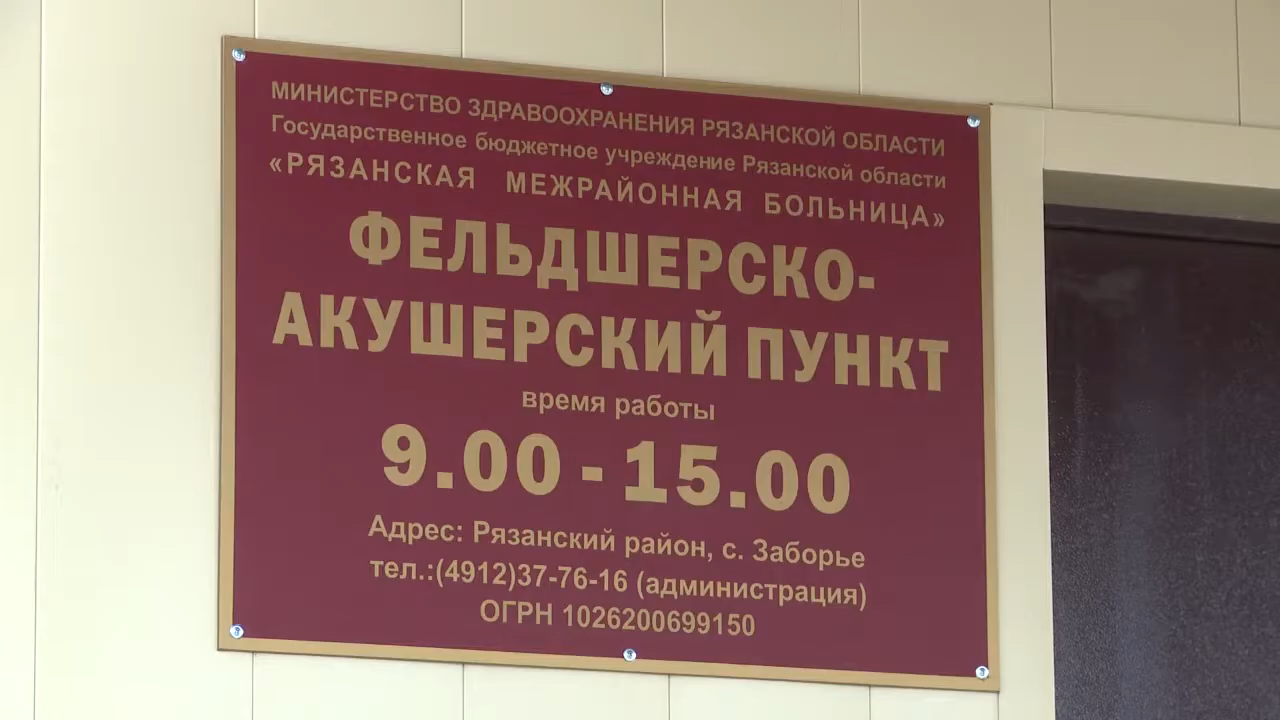 МИНИСТЕРСТВО ЗДРАВООХРАНЕНИЯ РЯЗАНСКОЙ ОБЛАСТИ
Государственное бюджетное учреждение Рязанской области
«РЯЗАНСКАЯ МЕЖРАЙОННАЯ БОЛЬНИЦА»
ФЕЛЬДШЕРСКО-
АКУШЕРСКИЙ ПУНКТ
время работы
9.00 - 15.00
Адрес: Рязанский район, с. Заборье
тел.:(4912)37-76-16 (администрация)
ОГРН 1026200699150